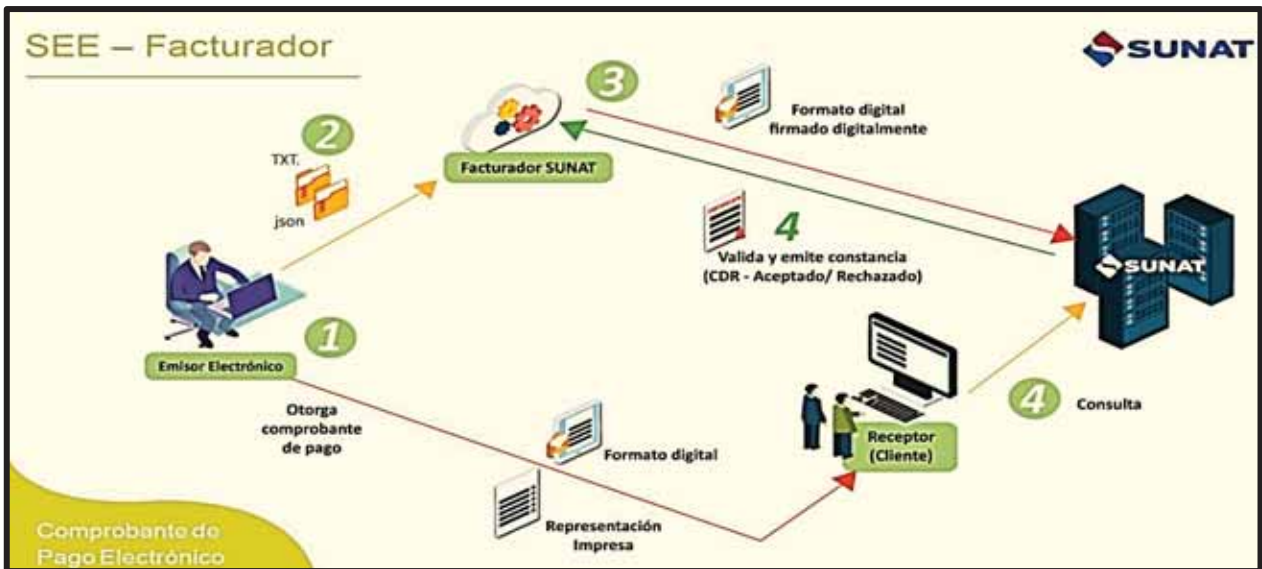 SEE – Facturador
SUNAT
3
Formato digital
firmado digitalmente
2
TXT.
json
Facturador SUNAT
4
Valida y emite constancia
(CDR - Aceptado/ Rechazado)
SUNAT
1
Emisor Electrónico
Otorga
comprobante
de pago
Formato digital
Representación
Impresa
Receptor
(Cliente)
4
Consulta
Comprobante de
Pago Electrónico